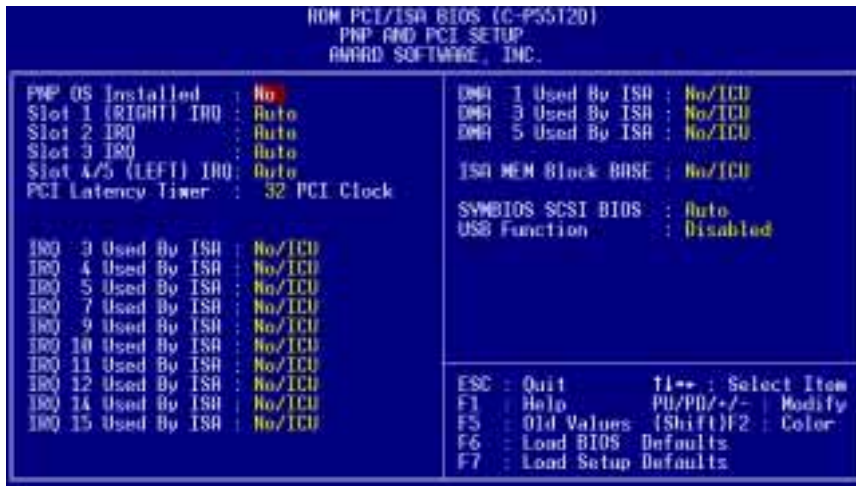 ROM PCI/ISA BIOS (C-P55T2D)
PNP AND PCI SETUP
AWARD SOFTWARE, INC.
PNP OS Installed : No
Slot 1 (RIGHT) IRQ : Auto
Slot 2 IRQ : Auto
Slot 3 IRQ : Auto
Slot 4/5 (LEFT) IRQ: Auto
PCI Latency Timer : 32 PCI Clock
IRQ 3 Used By ISA : No/ICU
IRQ 4 Used By ISA : No/ICU
IRQ 5 Used By ISA : No/ICU
IRQ 7 Used By ISA : No/ICU
IRQ 9 Used By ISA : No/ICU
IRQ 10 Used By ISA : No/ICU
IRQ 11 Used By ISA : No/ICU
IRQ 12 Used By ISA : No/ICU
IRQ 14 Used By ISA : No/ICU
IRQ 15 Used By ISA : No/ICU
DMA 1 Used By ISA : No/ICU
DMA 3 Used By ISA : No/ICU
DMA 5 Used By ISA : No/ICU
ISA MEM Block BASE : No/ICU
SYMBIOS SCSI BIOS : Auto
USB Function : Disabled
ESC : Quit ↑↓→← : Select Item
F1 : Help PU/PD/+/- : Modify
F5 : Old Values (Shift)F2 : Color
F6 : Load BIOS Defaults
F7 : Load Setup Defaults